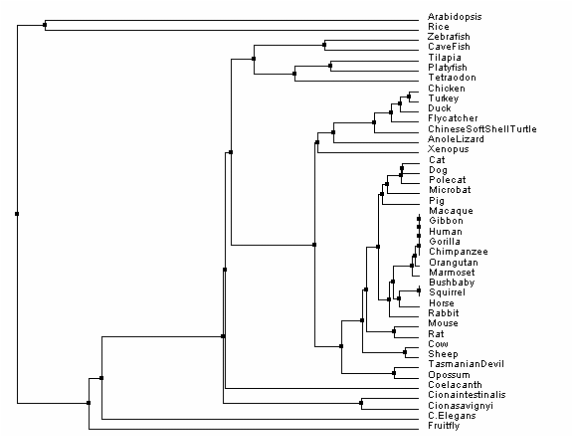 Arabidopsis
Rice
Zebrafish
CaveFish
Tilapia
Platyfish
Tetraodon
Chicken
Turkey
Duck
Flycatcher
ChineseSoftShellTurtle
AnoleLizard
Xenopus
Cat
Dog
Polecat
Microbat
Pig
Macaque
Gibbon
Human
Gorilla
Chimpanzee
Orangutan
Marmoset
Bushbaby
Squirrel
Horse
Rabbit
Mouse
Rat
Cow
Sheep
TasmanianDevil
Opossum
Coelacanth
Cionaintestinalis
Cionasavignyi
C.Elegans
Fruitfly